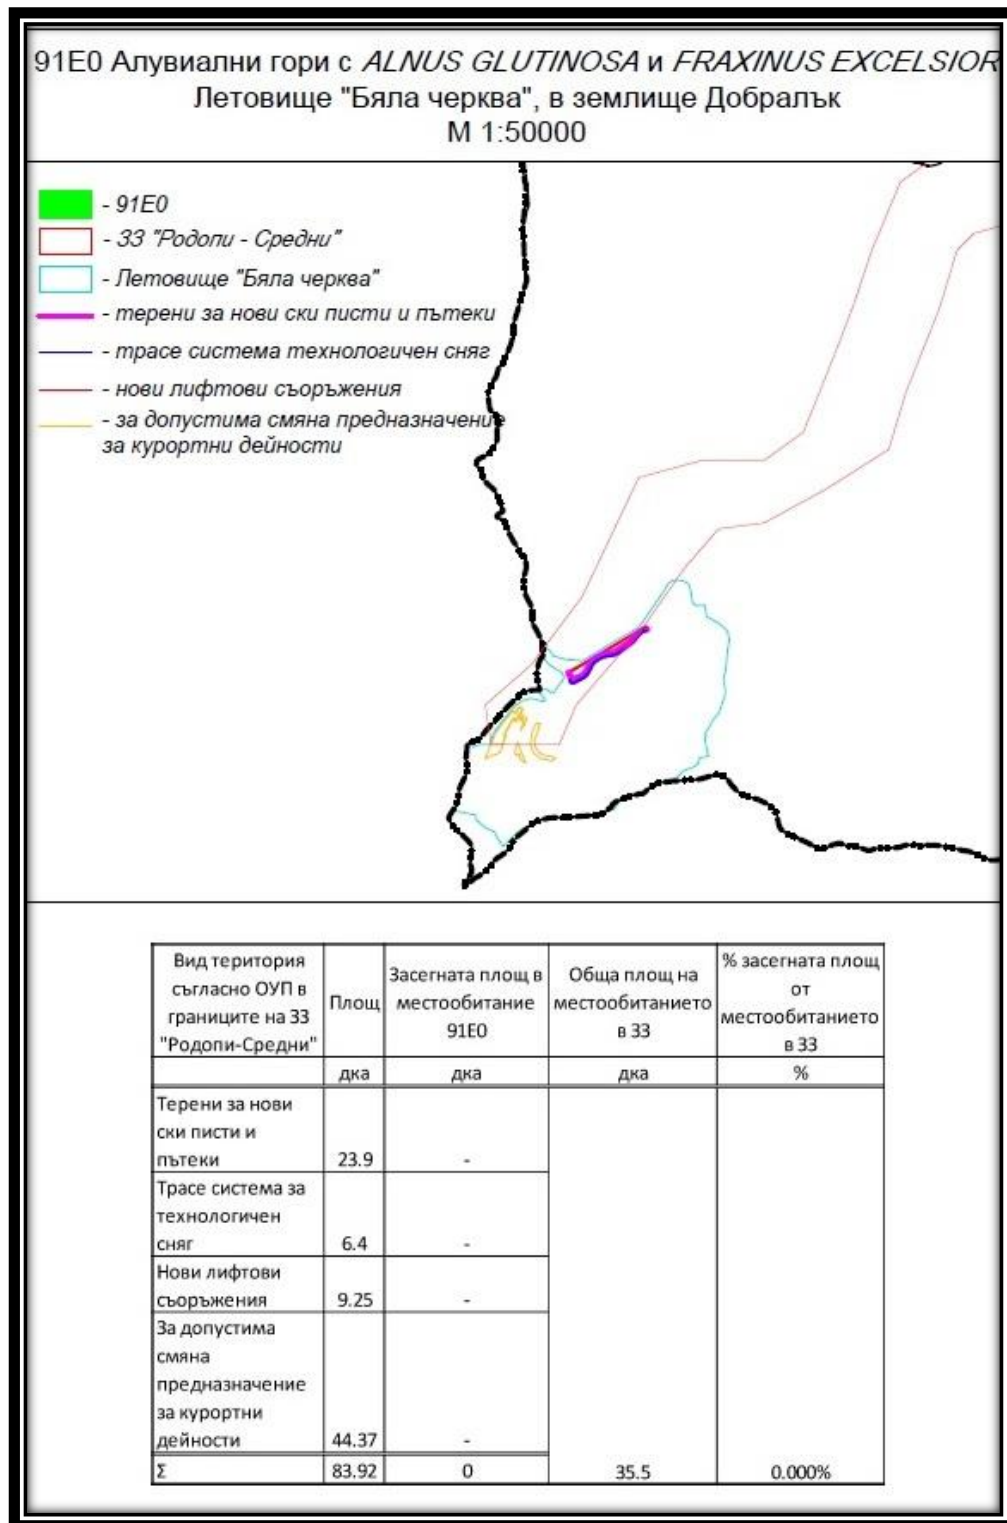 91E0 Алувиални гори с ALNUS GLUTINOSA и FRAXINUS EXCELSIOR
Летовище "Бяла черква", в землище Добралък
М 1:50000
- 91E0
- ЗЗ "Родопи - Средни"
- Летовище "Бяла черква"
- терени за нови ски писти и пътеки
- трасе система технологичен сняг
- нови лифтови съоръжения
- за допустима смяна предназначение
за курортни дейности
Вид територия
съгласно ОУП в
границите на ЗЗ
"Родопи-Средни"
Площ
Засегната площ в
местообитание
91E0
Обща площ на
местообитанието
в ЗЗ
% засегната площ
от
местообитанието
в ЗЗ
дка
дка
дка
%
Терени за нови
ски писти и
пътеки
23.9
-
Трасе система за
технологичен
сняг
6.4
-
Нови лифтови
съоръжения
9.25
-
За допустима
смяна
предназначение
за курортни
дейности
44.37
-
Σ
83.92
0
35.5
0.000%